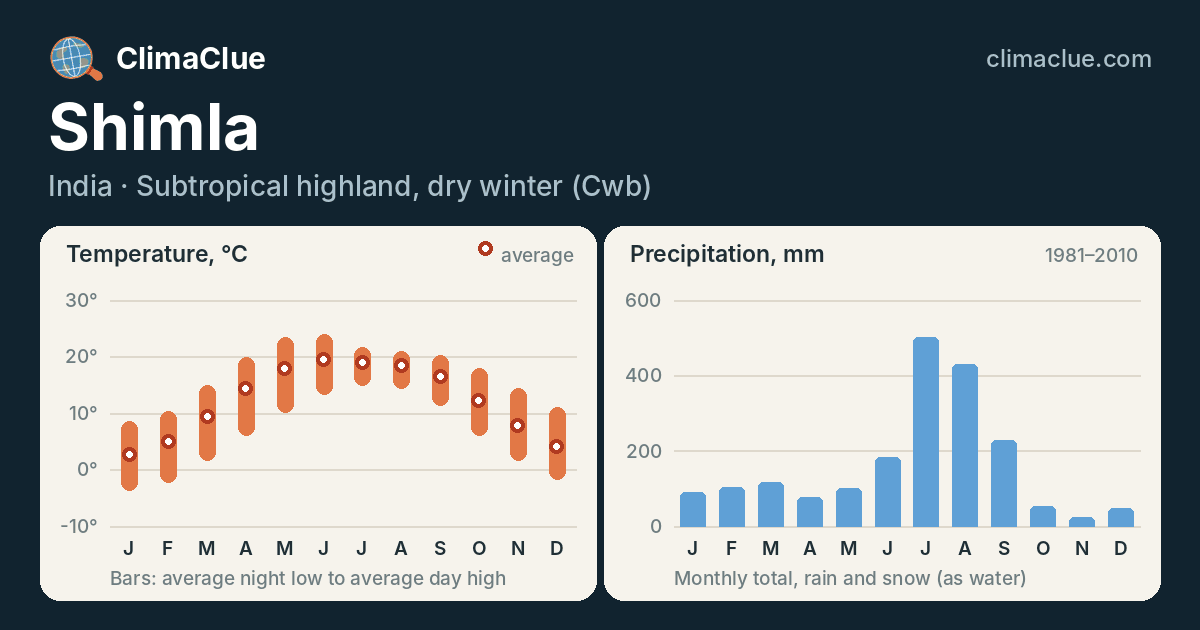 ClimaClue
climaclue.com
Shimla
India · Subtropical highland, dry winter (Cwb)
Temperature, °C
average
30°
20°
10°
0°
-10°
J F M A M J J A S O N D
Bars: average night low to average day high
Precipitation, mm
1981–2010
600
400
200
0
J F M A M J J A S O N D
Monthly total, rain and snow (as water)